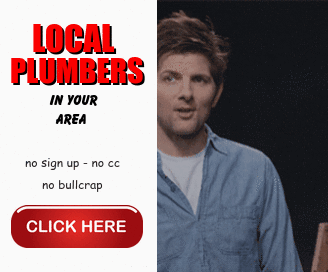 LOCAL
PLUMBERS
IN YOUR
AREA
no sign up - no cc
no bullcrap
CLICK HERE